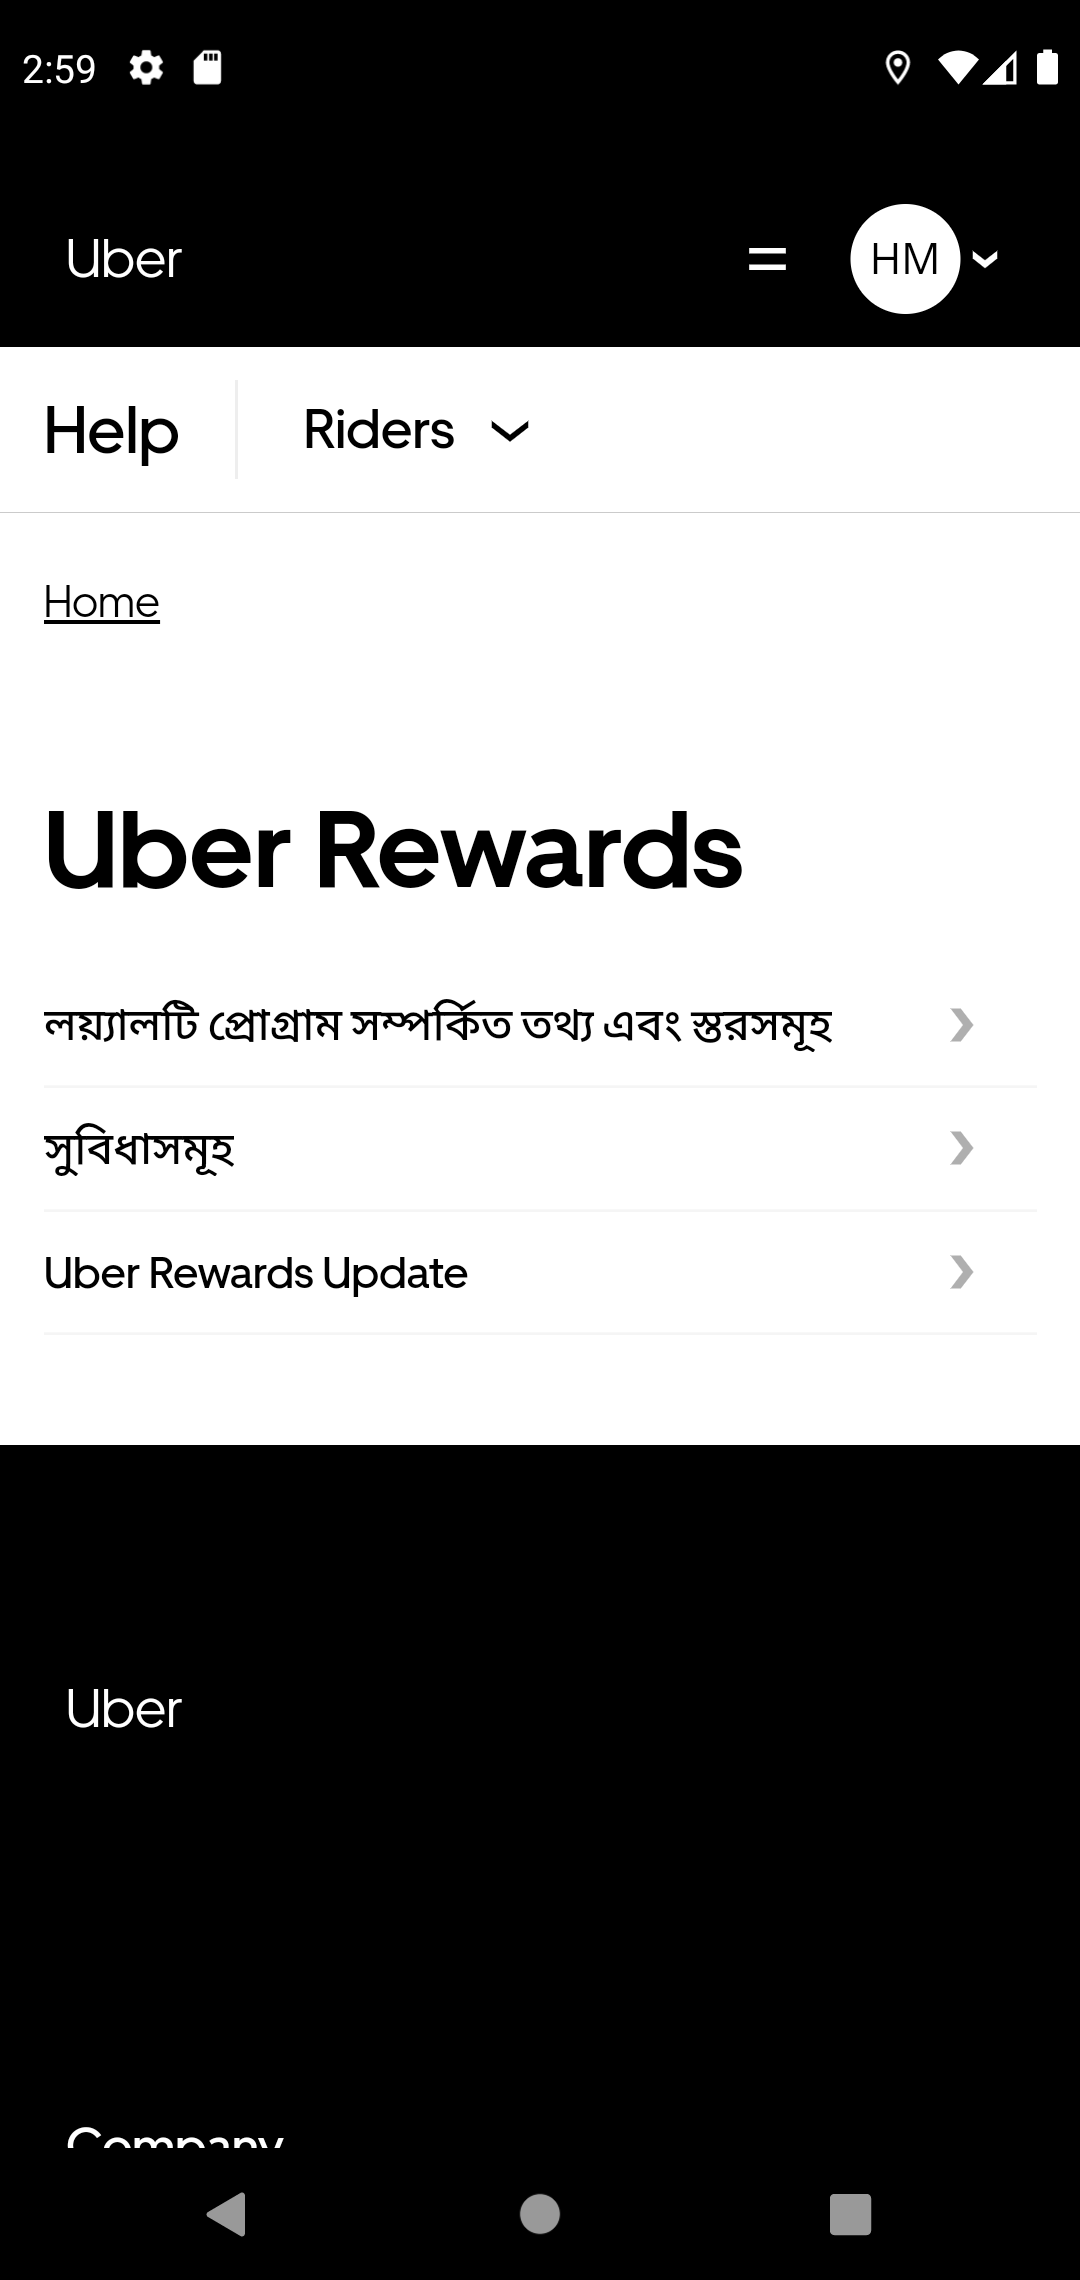 2:59
Uber
HM
Help
Riders
Home
Uber Rewards
লয়্যালটি প্রোগ্রাম সম্পর্কিত তথ্য এবং স্তরসমূহ
সুবিধাসমূহ
Uber Rewards Update
Uber
Company